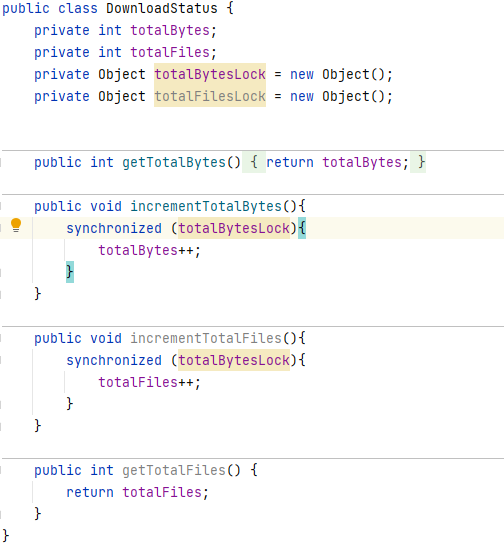 public class DownloadStatus {
    private int totalBytes;
    private int totalFiles;
    private Object totalBytesLock = new Object();
    private Object totalFilesLock = new Object();
    public int getTotalBytes() { return totalBytes; }
    public void incrementTotalBytes(){
        synchronized (totalBytesLock){
            totalBytes++;
        }
    }
    public void incrementTotalFiles(){
        synchronized (totalBytesLock){
            totalFiles++;
        }
    }
    public int getTotalFiles() {
        return totalFiles;
    }
}